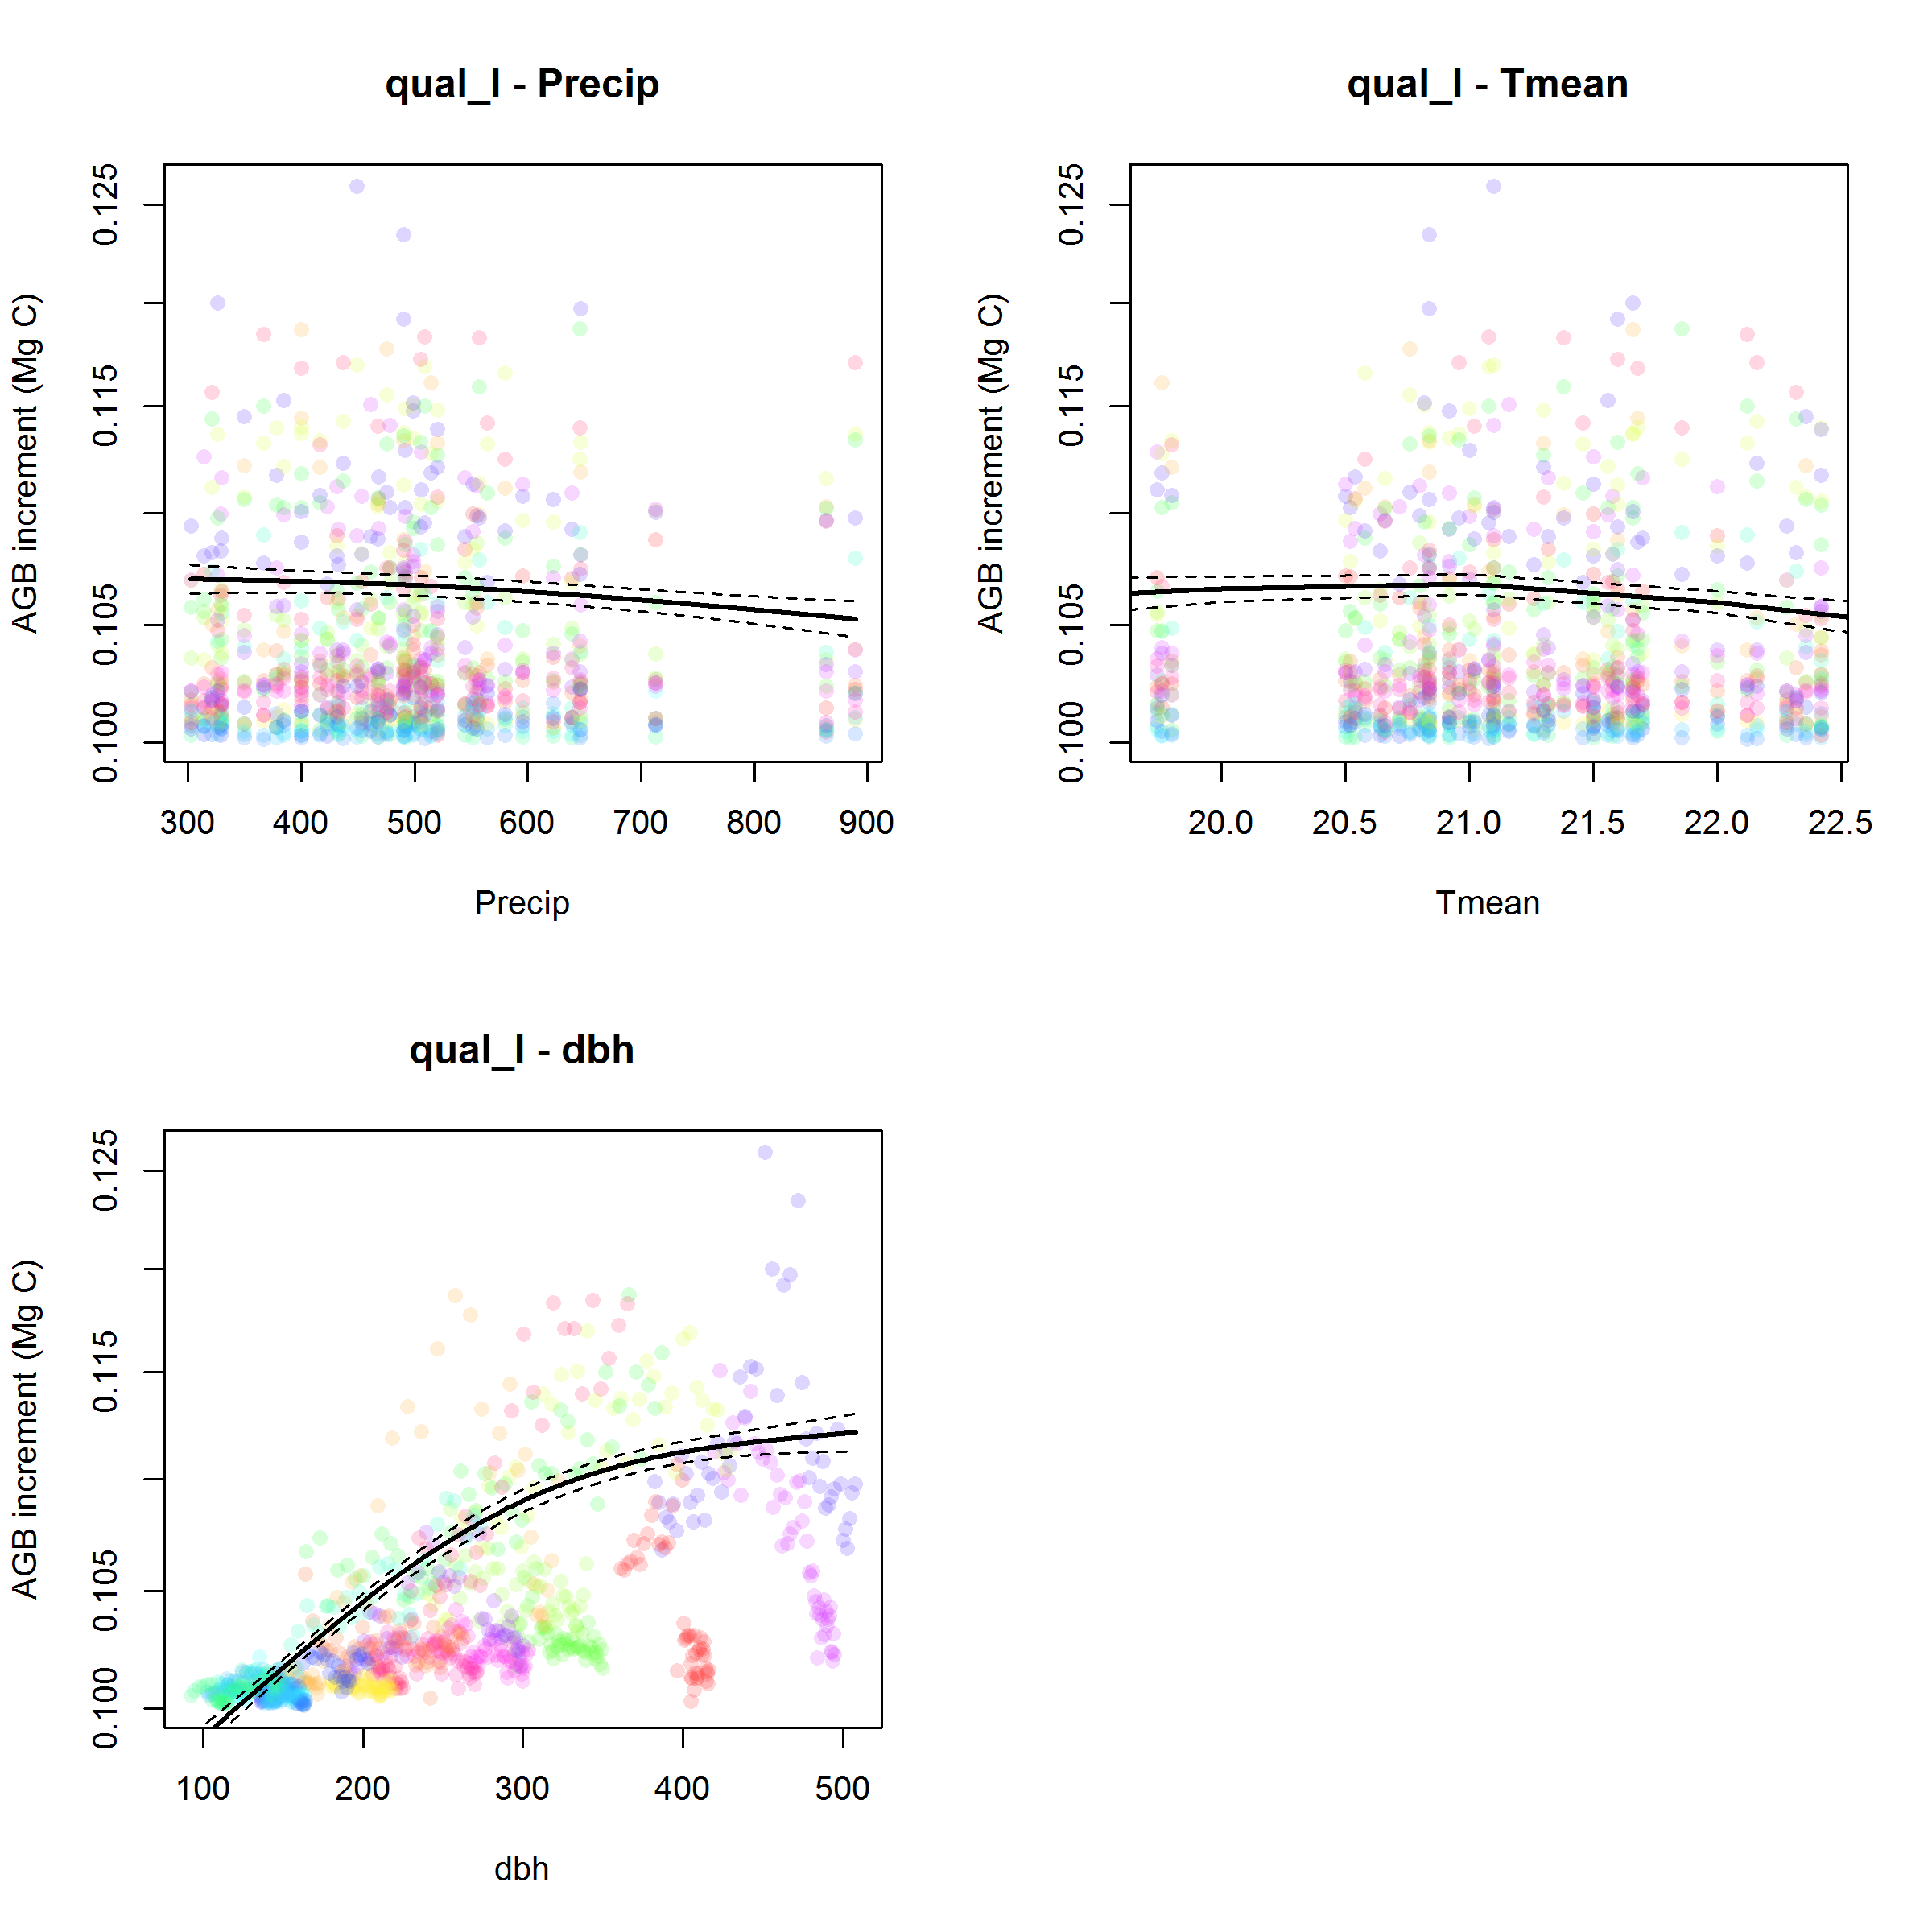 qual_I - Precip
AGB increment (Mg C)
0.125
0.115
0.105
0.100
300 400 500 600 700 800 900
Precip
qual_I - Tmean
AGB increment (Mg C)
0.125
0.115
0.105
0.100
20.0 20.5 21.0 21.5 22.0 22.5
Tmean
qual_I - dbh
AGB increment (Mg C)
0.125
0.115
0.105
0.100
100 200 300 400 500
dbh